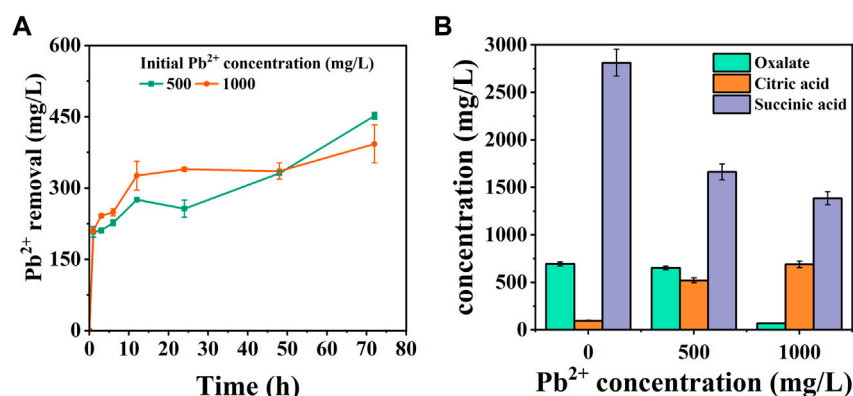 A
Pb2+ removal (mg/L)
600
450
300
150
0
Initial Pb2+ concentration (mg/L)
500 1000
0 10 20 30 40 50 60 70 80
Time (h)
B
concentration (mg/L)
3000
2500
2000
1500
1000
500
0
Oxalate
Citric acid
Succinic acid
0 500 1000
Pb2+ concentration (mg/L)